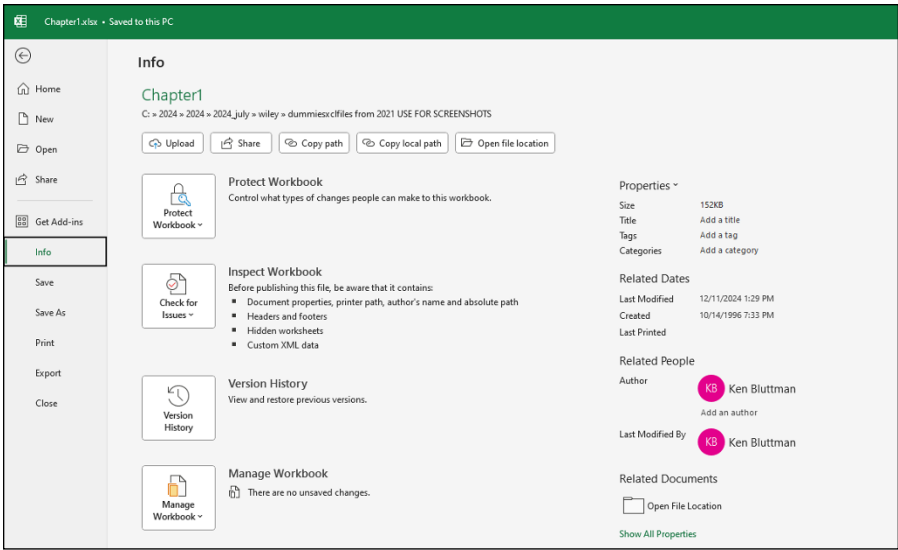 Chapter1.xlsx • Saved to this PC
Info
Home
New
Open
Share
Get Add-ins
Info
Save
Save As
Print
Export
Close
Chapter1
C: » 2024 » 2024 » 2024_july » wiley » dummiesxclfiles from 2021 USE FOR SCREENSHOTS
Upload
Share
Copy path
Copy local path
Open file location
Protect
Workbook
Protect Workbook
Control what types of changes people can make to this workbook.
Check for
Issues
Inspect Workbook
Before publishing this file, be aware that it contains:
Document properties, printer path, author's name and absolute path
Headers and footers
Hidden worksheets
Custom XML data
Version
History
Version History
View and restore previous versions.
Manage
Workbook
Manage Workbook
There are no unsaved changes.
Properties
Size 152KB
Title Add a title
Tags Add a tag
Categories Add a category
Related Dates
Last Modified 12/11/2024 1:29 PM
Created 10/14/1996 7:33 PM
Last Printed
Related People
Author KB Ken Bluttman
Add an author
Last Modified By KB Ken Bluttman
Related Documents
Open File Location
Show All Properties